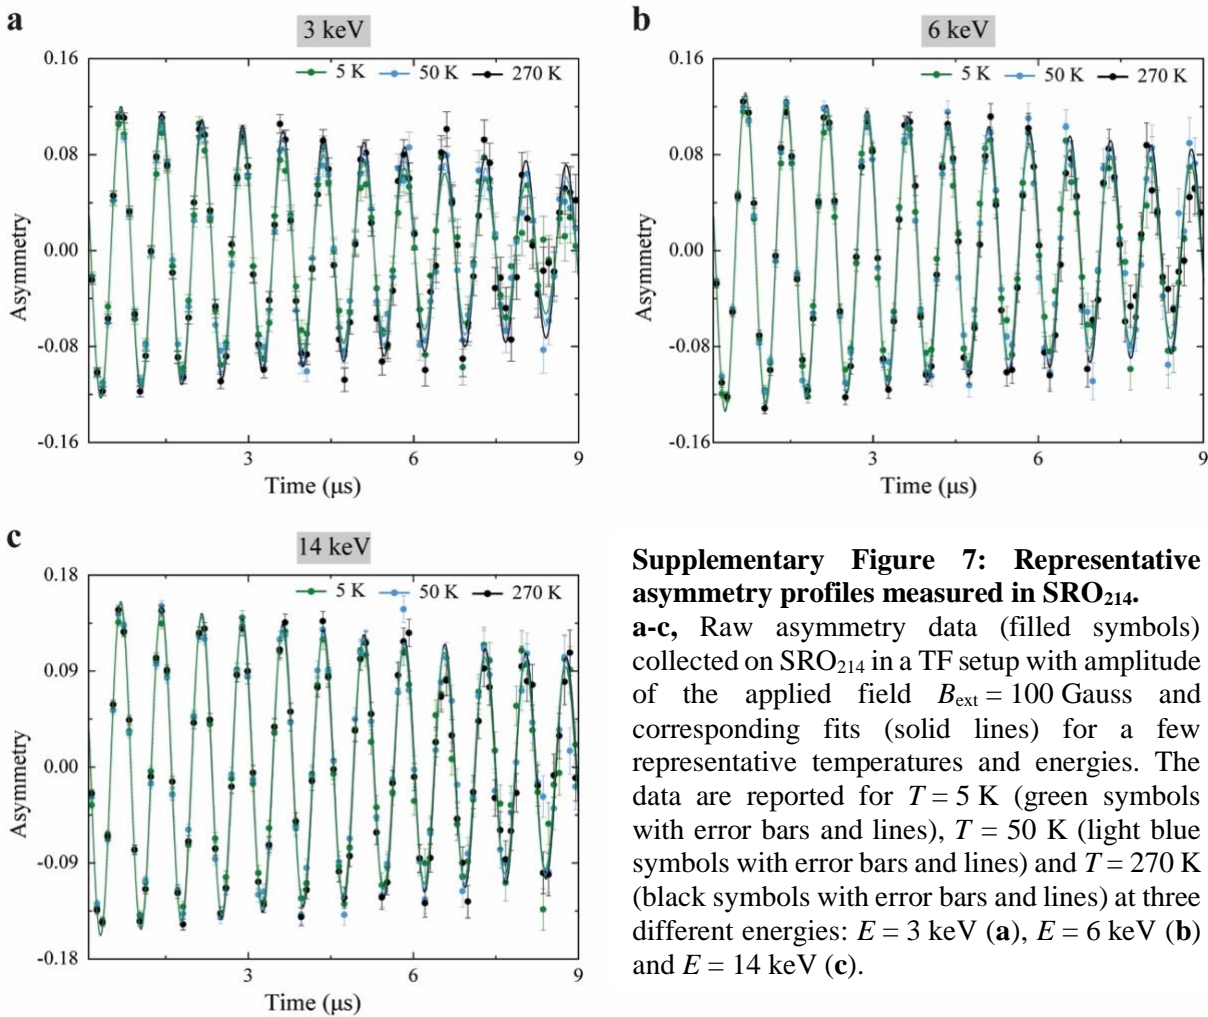 a
3 keV
5 K 50 K 270 K
0.16
0.08
0.00
-0.08
-0.16
Asymmetry
3 6 9
Time (μs)
b
6 keV
5 K 50 K 270 K
0.16
0.08
0.00
-0.08
-0.16
Asymmetry
3 6 9
Time (μs)
c
14 keV
5 K 50 K 270 K
0.18
0.09
0.00
-0.09
-0.18
Asymmetry
3 6 9
Time (μs)
Supplementary Figure 7: Representative
asymmetry profiles measured in SRO₂₁₄.
a-c, Raw asymmetry data (filled symbols)
collected on SRO₂₁₄ in a TF setup with amplitude
of the applied field Bext = 100 Gauss and
corresponding fits (solid lines) for a few
representative temperatures and energies. The
data are reported for T = 5 K (green symbols
with error bars and lines), T = 50 K (light blue
symbols with error bars and lines) and T = 270 K
(black symbols with error bars and lines) at three
different energies: E = 3 keV (a), E = 6 keV (b)
and E = 14 keV (c).